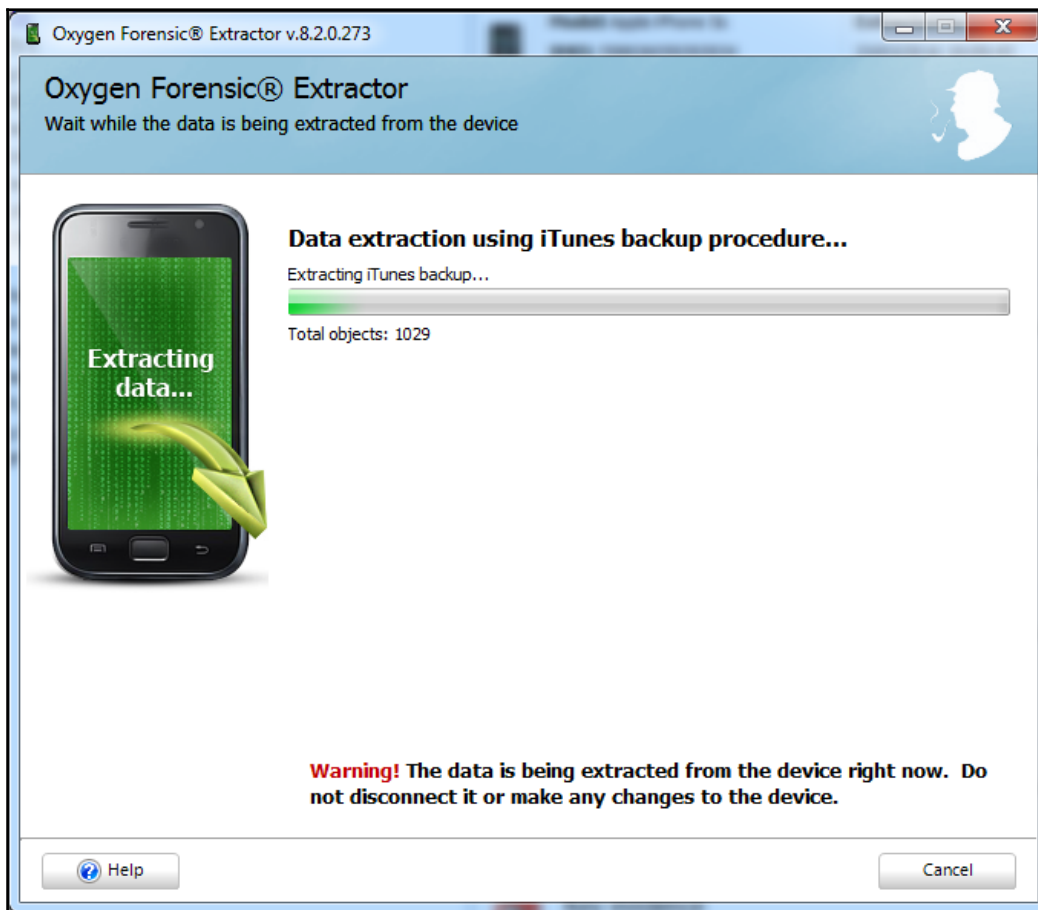 Oxygen Forensic® Extractor v.8.2.0.273
Oxygen Forensic® Extractor
Wait while the data is being extracted from the device
Data extraction using iTunes backup procedure...
Extracting iTunes backup...
Total objects: 1029
Extracting
data...
Warning! The data is being extracted from the device right now. Do
not disconnect it or make any changes to the device.
Help
Cancel